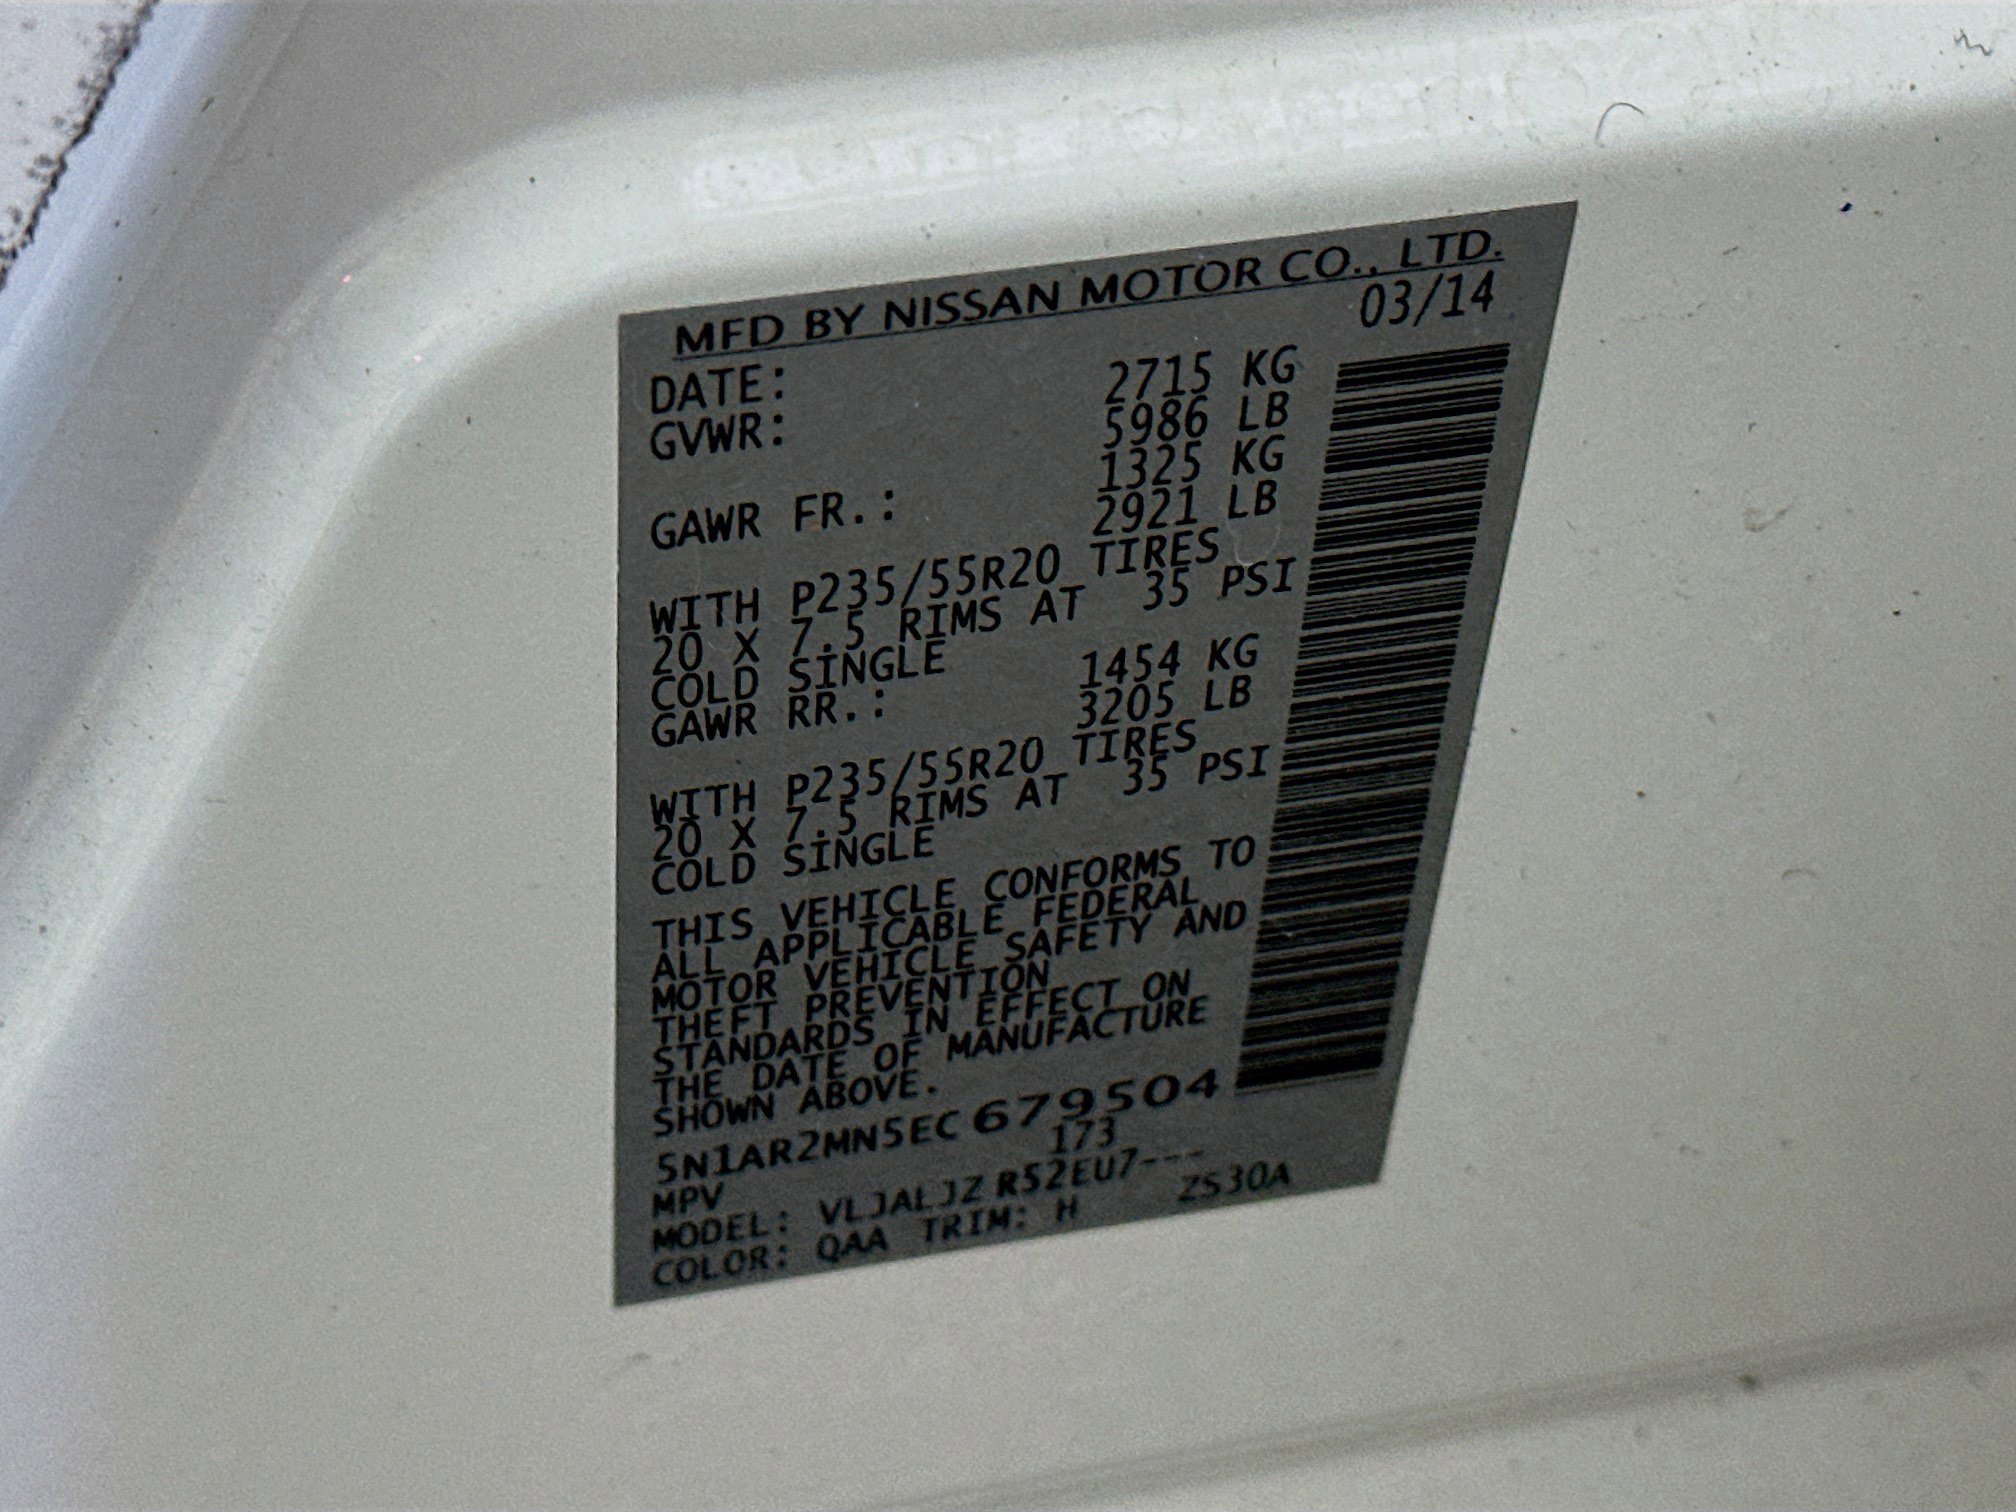 MFD BY NISSAN MOTOR CO., LTD.
DATE: 03/14
GVWR: 2715 KG
5986 LB
GAWR FR.: 1325 KG
2921 LB
WITH P235/55R20 TIRES
20 X 7.5 RIMS AT 35 PSI
COLD SINGLE
GAWR RR.: 1454 KG
3205 LB
WITH P235/55R20 TIRES
20 X 7.5 RIMS AT 35 PSI
COLD SINGLE
THIS VEHICLE CONFORMS TO
ALL APPLICABLE FEDERAL
MOTOR VEHICLE SAFETY AND
THEFT PREVENTION
STANDARDS IN EFFECT ON
THE DATE OF MANUFACTURE
SHOWN ABOVE.
5N1AR2MN5EC679504
MPV 173
MODEL: VLJALJZ R52EU7---
COLOR: QAA TRIM: H ZS30A